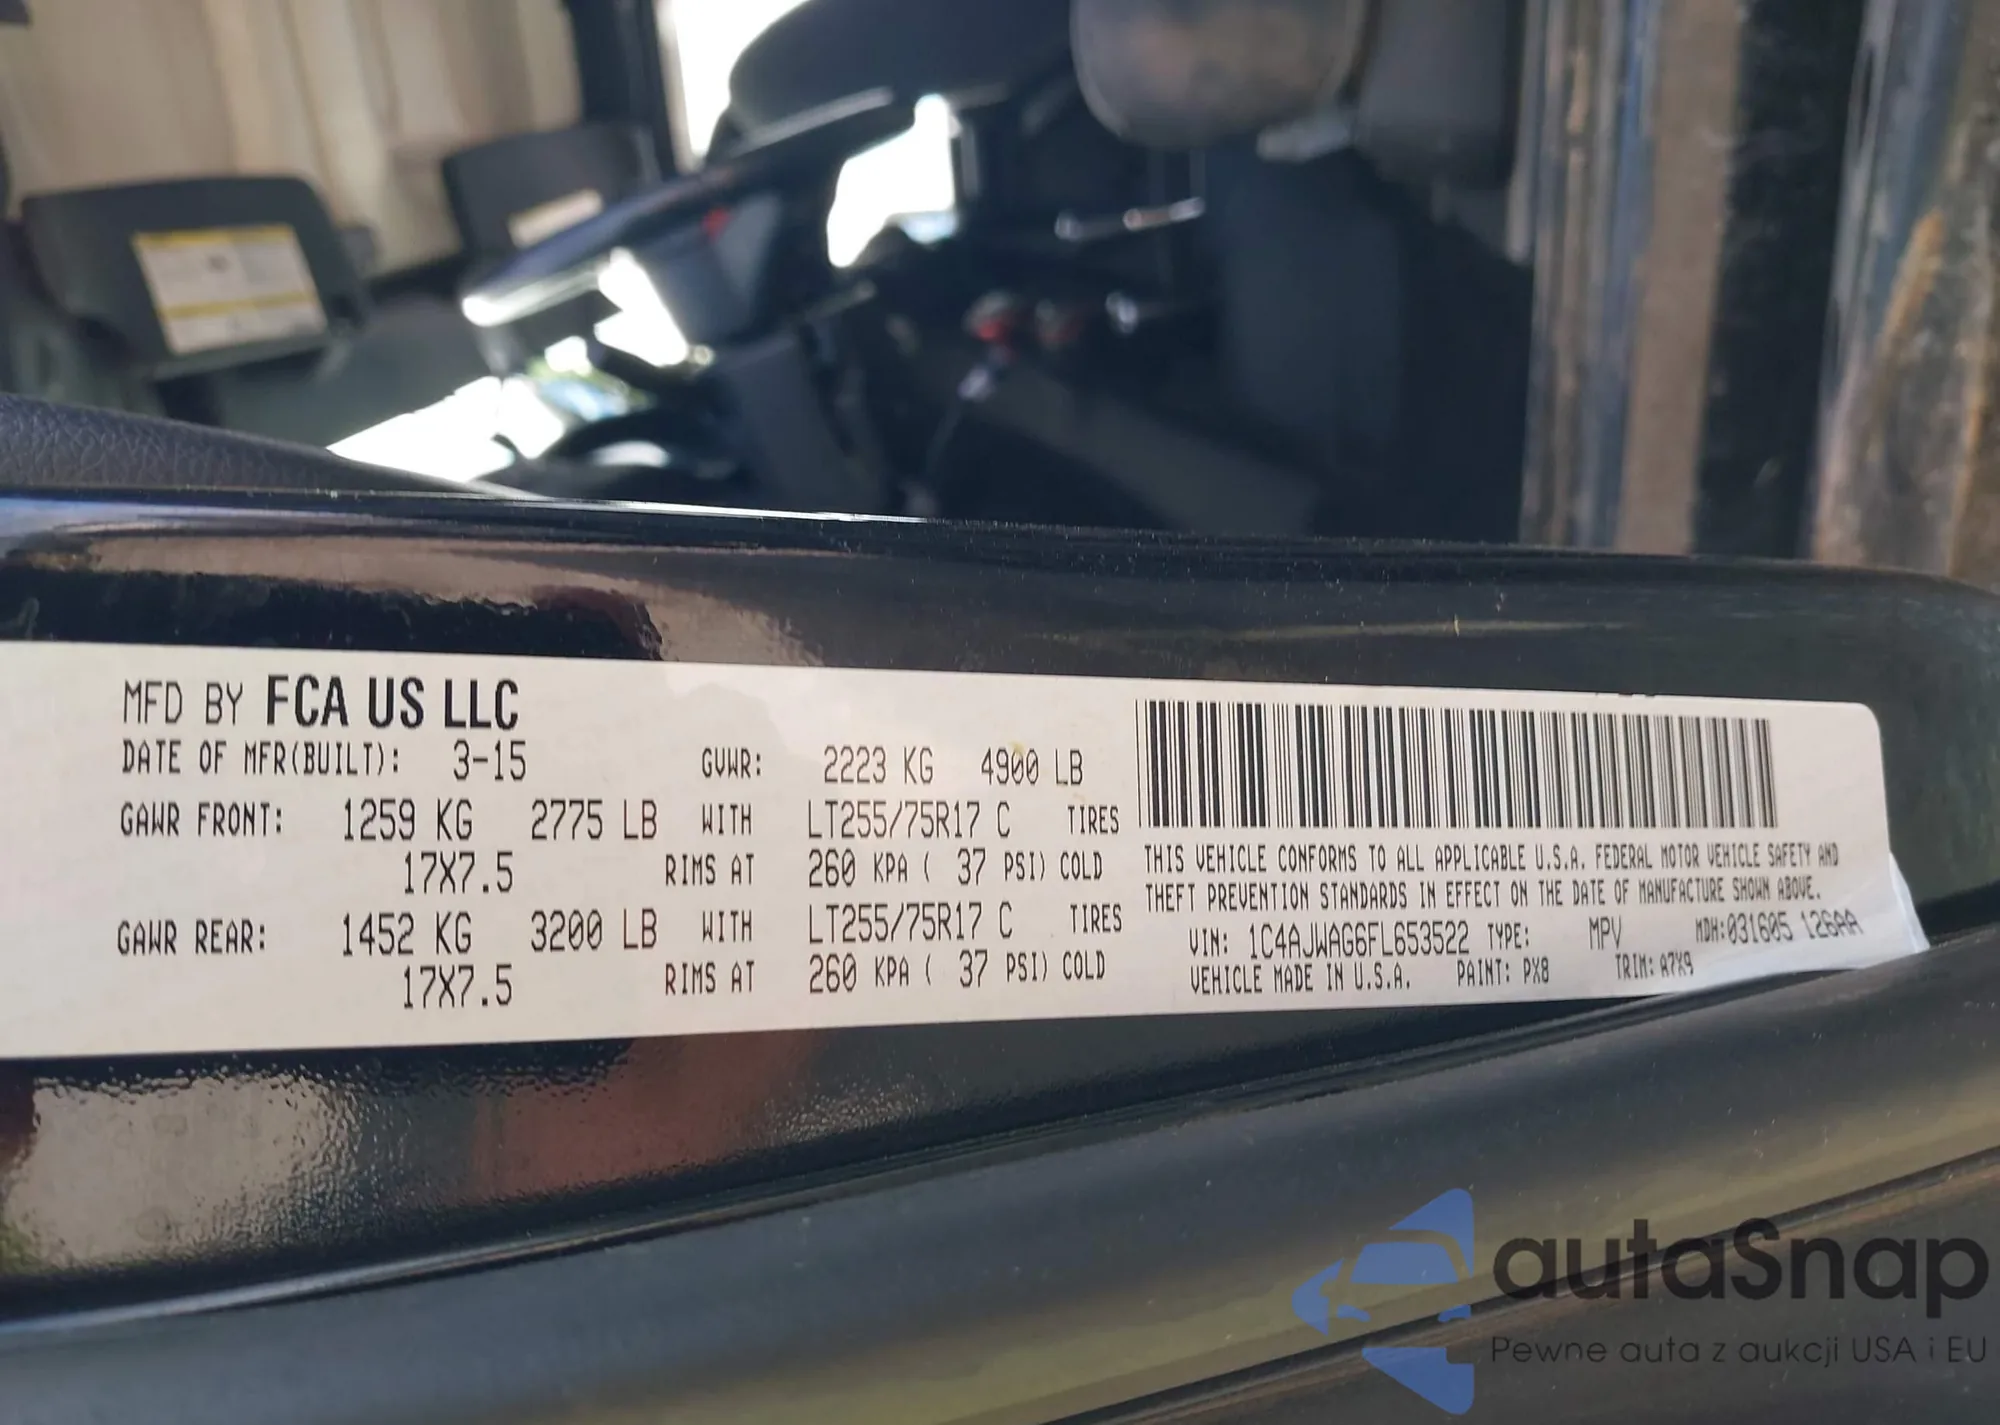 MFD BY FCA US LLC
DATE OF MFR(BUILT): 3-15 GVWR: 2223 KG 4900 LB
GAWR FRONT: 1259 KG 2775 LB WITH LT255/75R17 C TIRES
17X7.5 RIMS AT 260 KPA ( 37 PSI) COLD
GAWR REAR: 1452 KG 3200 LB WITH LT255/75R17 C TIRES
17X7.5 RIMS AT 260 KPA ( 37 PSI) COLD
THIS VEHICLE CONFORMS TO ALL APPLICABLE U.S.A. FEDERAL MOTOR VEHICLE SAFETY AND
THEFT PREVENTION STANDARDS IN EFFECT ON THE DATE OF MANUFACTURE SHOWN ABOVE.
VIN: 1C4AJWAG6FL653522 TYPE: MPV MDH:031605 126AA
VEHICLE MADE IN U.S.A. PAINT: PX8 TRIM: A7X9
autaSnap
Pewne auta z aukcji USA i EU